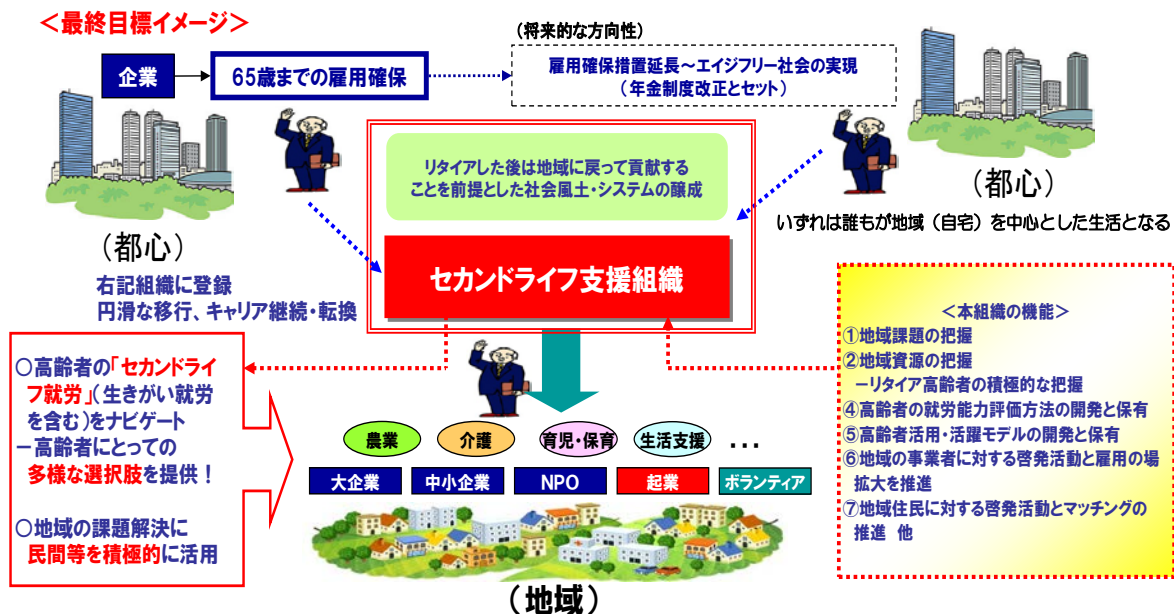 ＜最終目標イメージ＞
企業
65歳までの雇用確保
（将来的な方向性）
雇用確保措置延長～エイジフリー社会の実現
（年金制度改正とセット）
リタイアした後は地域に戻って貢献する
ことを前提とした社会風土・システムの醸成
（都心）
いずれは誰もが地域（自宅）を中心とした生活となる
（都心）
右記組織に登録
円滑な移行、キャリア継続・転換
セカンドライフ支援組織
○高齢者の「セカンドライ
フ就労」（生きがい就労
を含む）をナビゲート
－高齢者にとっての
多様な選択肢を提供！
○地域の課題解決に
民間等を積極的に活用
＜本組織の機能＞
①地域課題の把握
②地域資源の把握
－リタイア高齢者の積極的な把握
④高齢者の就労能力評価方法の開発と保有
⑤高齢者活用・活躍モデルの開発と保有
⑥地域の事業者に対する啓発活動と雇用の場
拡大を推進
⑦地域住民に対する啓発活動とマッチングの
推進 他
農業 介護 育児・保育 生活支援 ...
大企業 中小企業 NPO 起業 ボランティア
（地域）